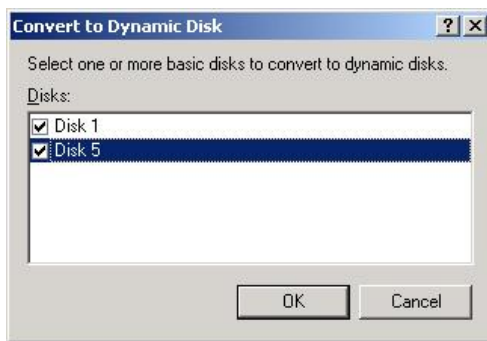 Convert to Dynamic Disk
Select one or more basic disks to convert to dynamic disks.
Disks:
Disk 1
Disk 5
OK Cancel